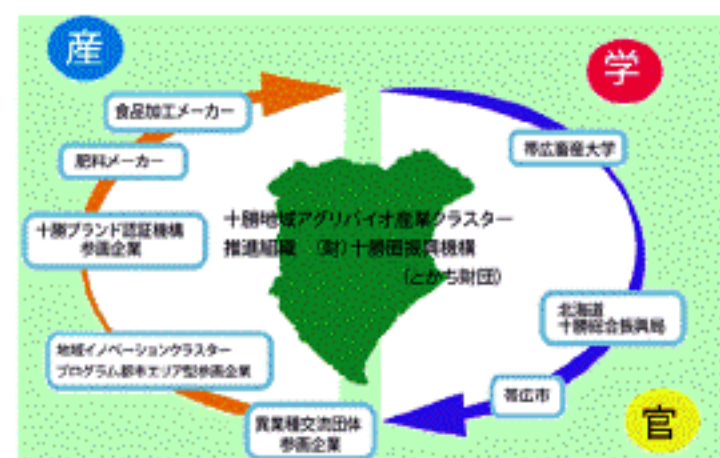 産
学
食品加工メーカー
肥料メーカー
帯広畜産大学
十勝ブランド認証機構
参画企業
十勝地域アグリバイオ産業クラスター
推進組織 (財)十勝圏振興機構
(とかち財団)
北海道
十勝総合振興局
地域イノベーションクラスター
プログラム都市エリア型参画企業
帯広市
官
異業種交流団体
参画企業